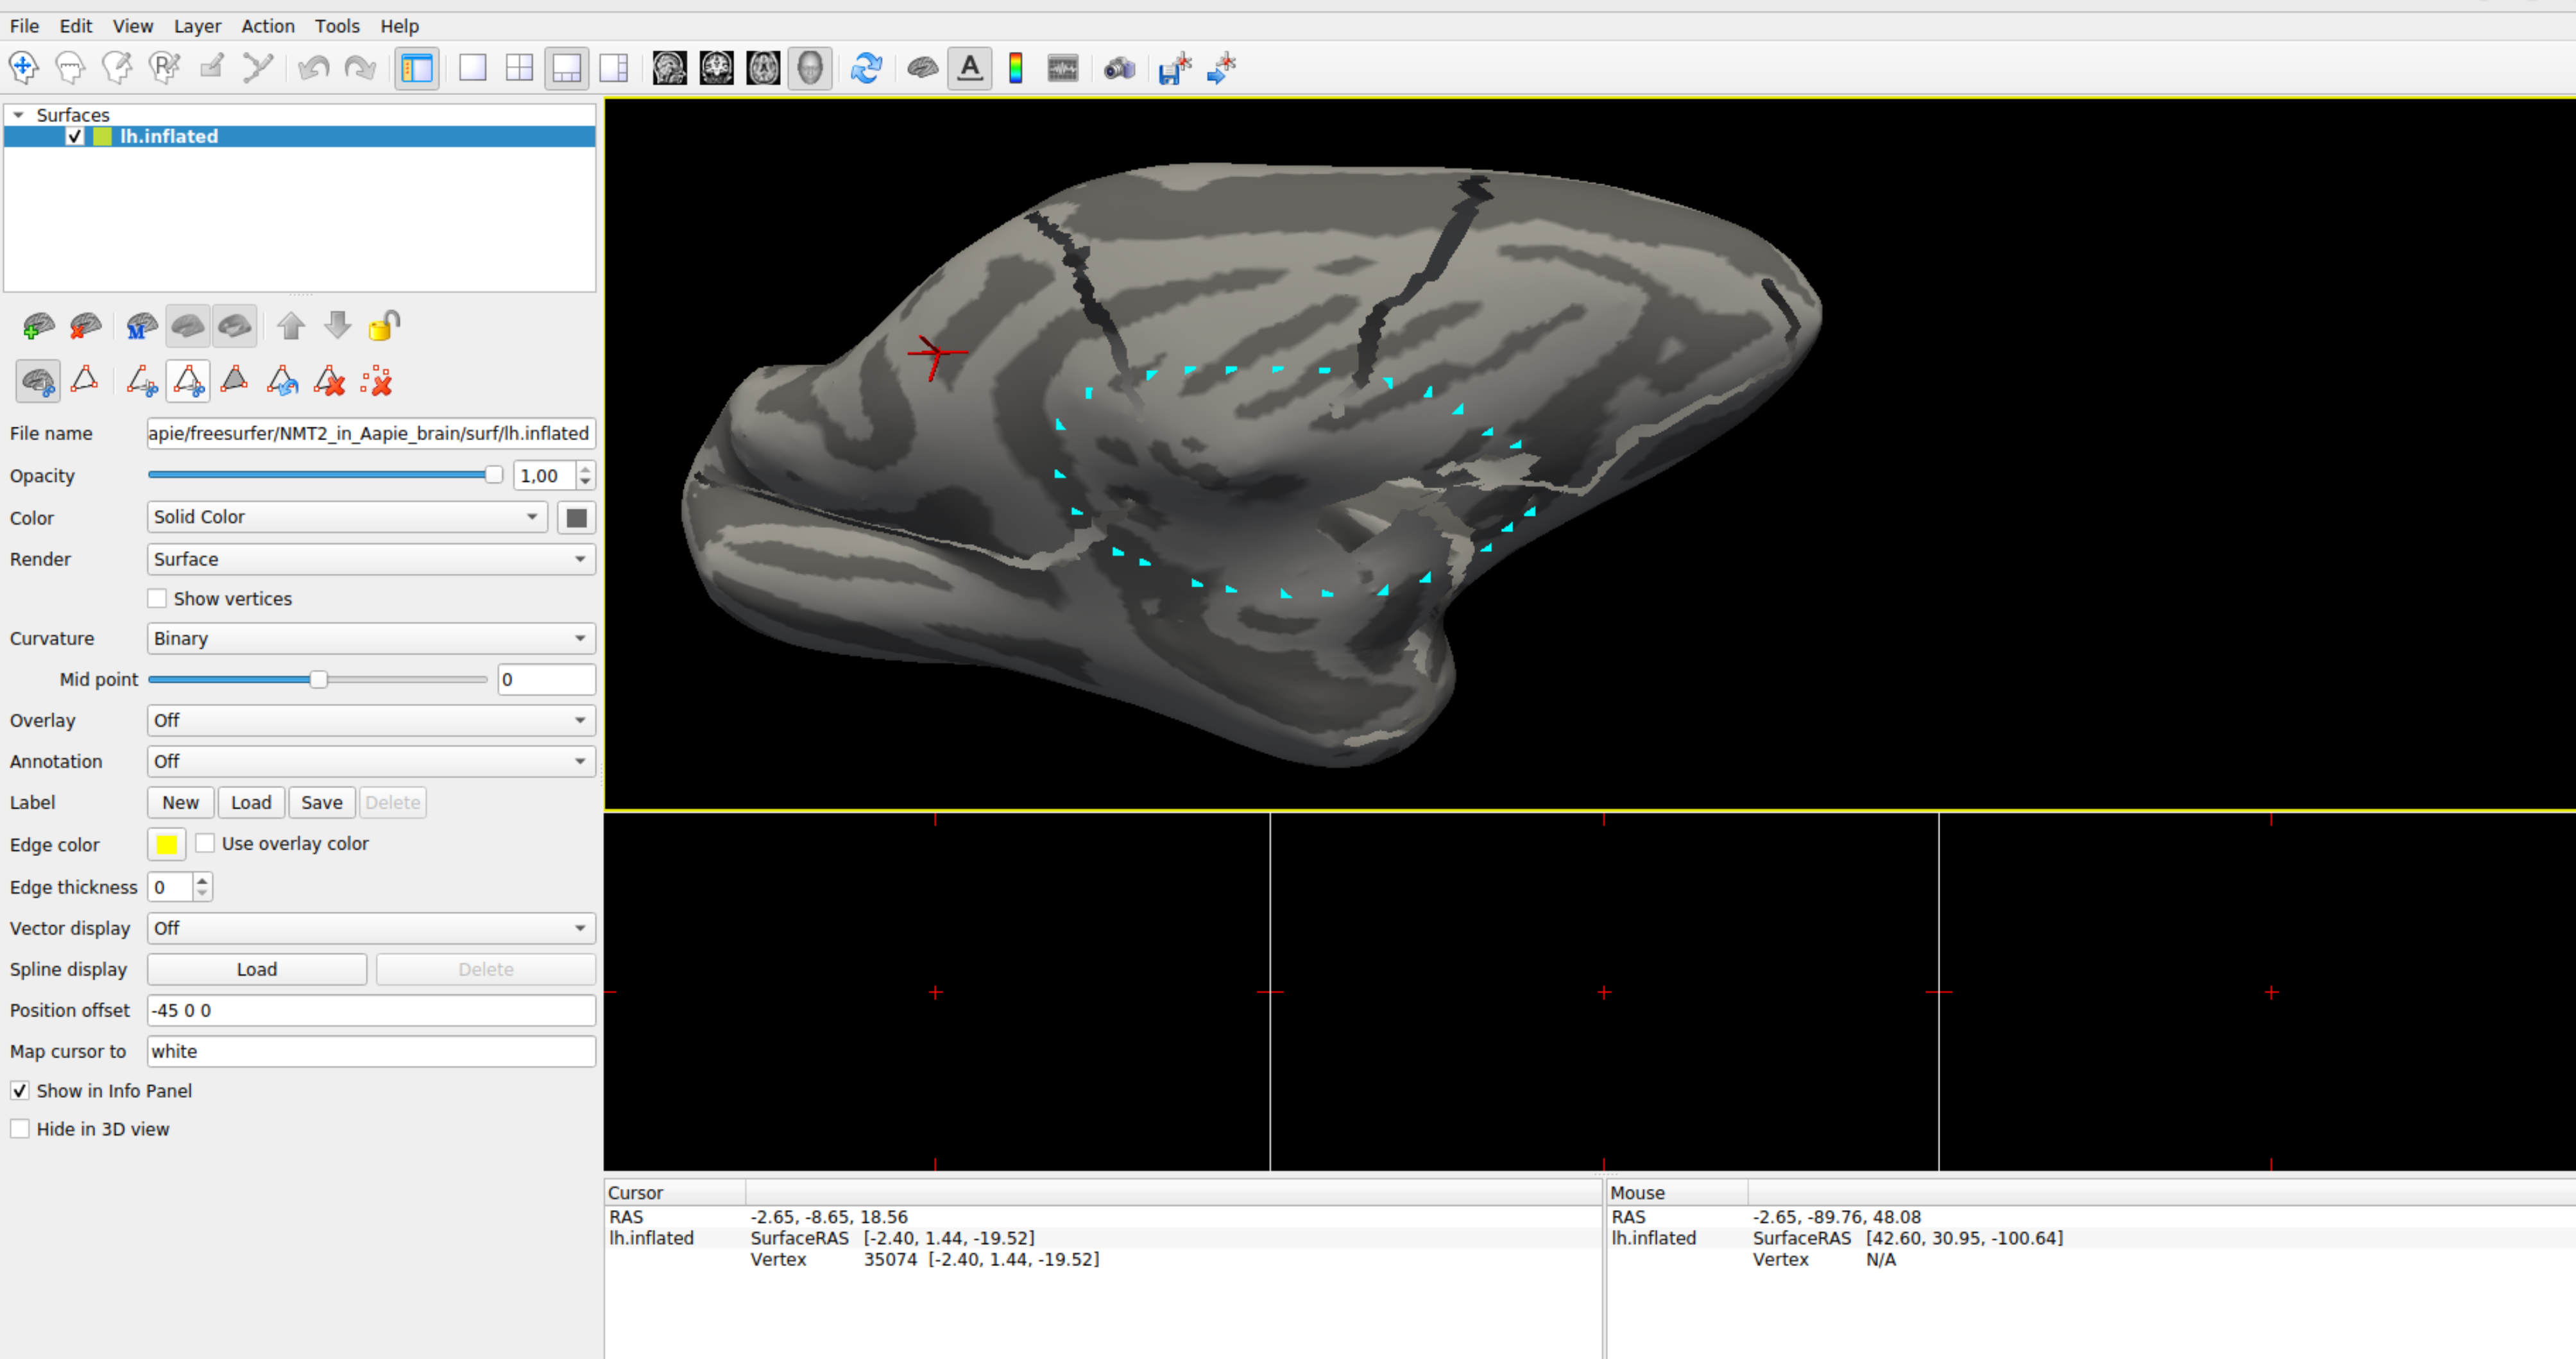 File Edit View Layer Action Tools Help
Surfaces
lh.inflated
File name apie/freesurfer/NMT2_in_Aapie_brain/surf/lh.inflated
Opacity 1,00
Color Solid Color
Render Surface
Show vertices
Curvature Binary
Mid point 0
Overlay Off
Annotation Off
Label New Load Save Delete
Edge color Use overlay color
Edge thickness 0
Vector display Off
Spline display Load Delete
Position offset -45 0 0
Map cursor to white
Show in Info Panel
Hide in 3D view
Cursor
RAS -2.65, -8.65, 18.56
lh.inflated SurfaceRAS [-2.40, 1.44, -19.52]
Vertex 35074 [-2.40, 1.44, -19.52]
Mouse
RAS -2.65, -89.76, 48.08
lh.inflated SurfaceRAS [42.60, 30.95, -100.64]
Vertex N/A